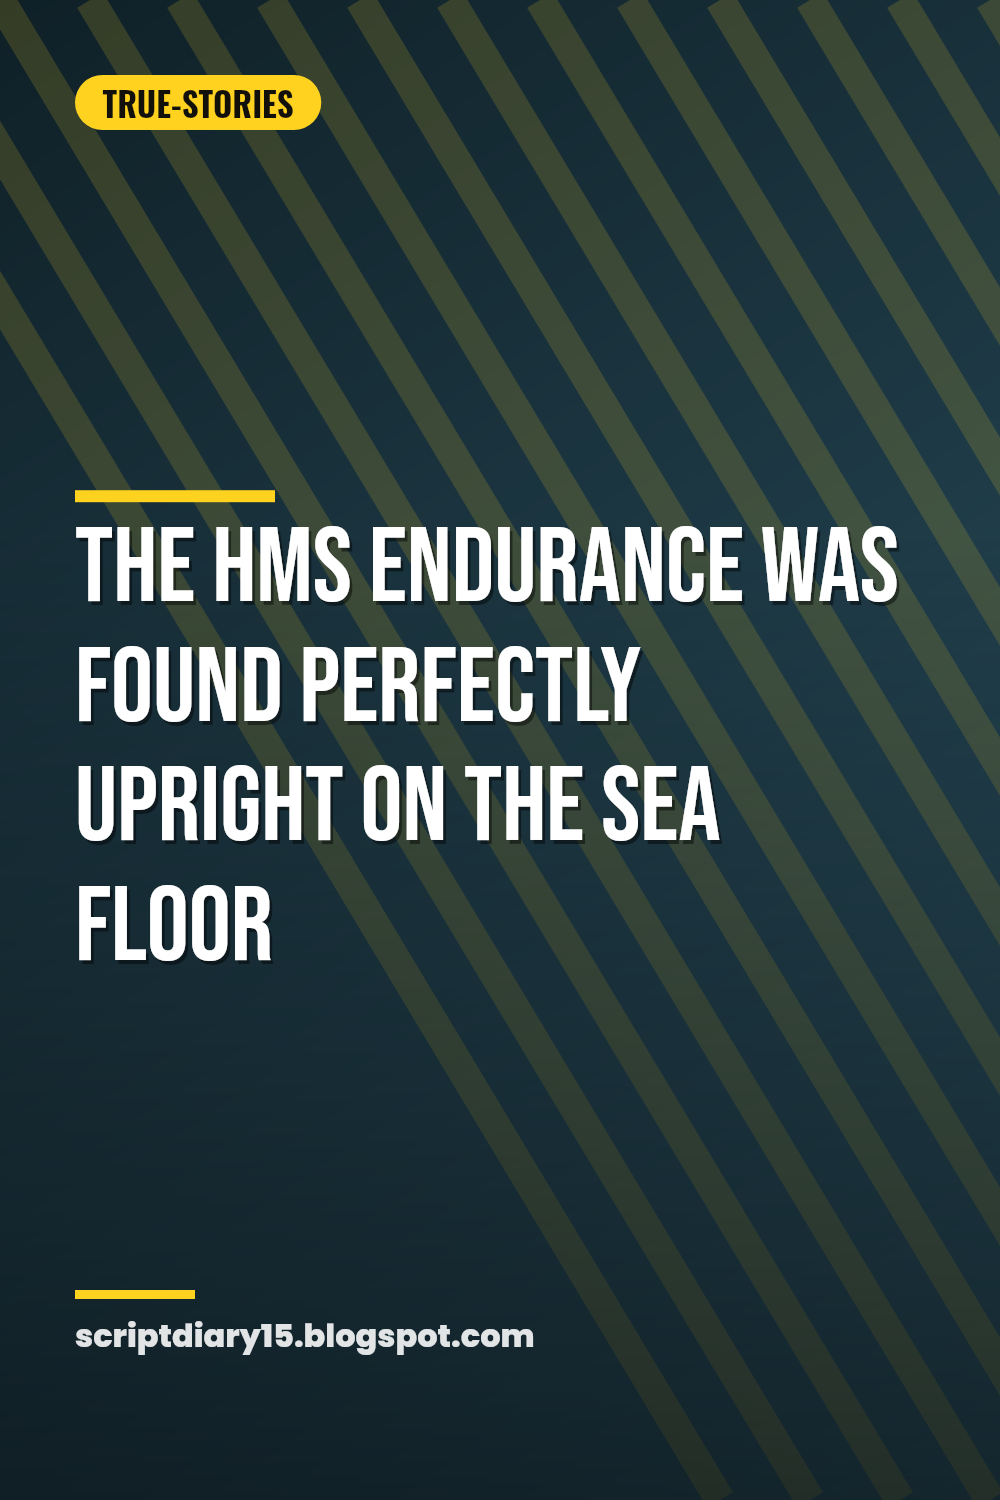 TRUE-STORIES
THE HMS ENDURANCE WAS
FOUND PERFECTLY
UPRIGHT ON THE SEA
FLOOR
scriptdiary15.blogspot.com